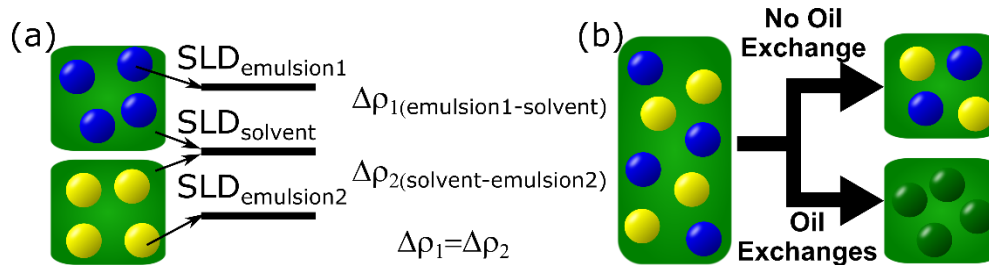 (a)
SLDemulsion1
SLDsolvent
SLDemulsion2
Δρ1(emulsion1-solvent)
Δρ2(solvent-emulsion2)
Δρ1=Δρ2
(b)
No Oil
Exchange
Oil
Exchanges